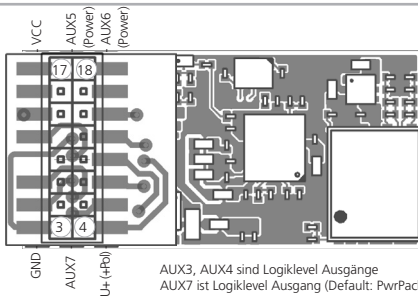 VCC
AUX5
(Power)
AUX6
(Power)
17 18
3 4
GND
AUX7
U+ (+Pol)
AUX3, AUX4 sind Logiklevel Ausgänge
AUX7 ist Logiklevel Ausgang (Default: PwrPac